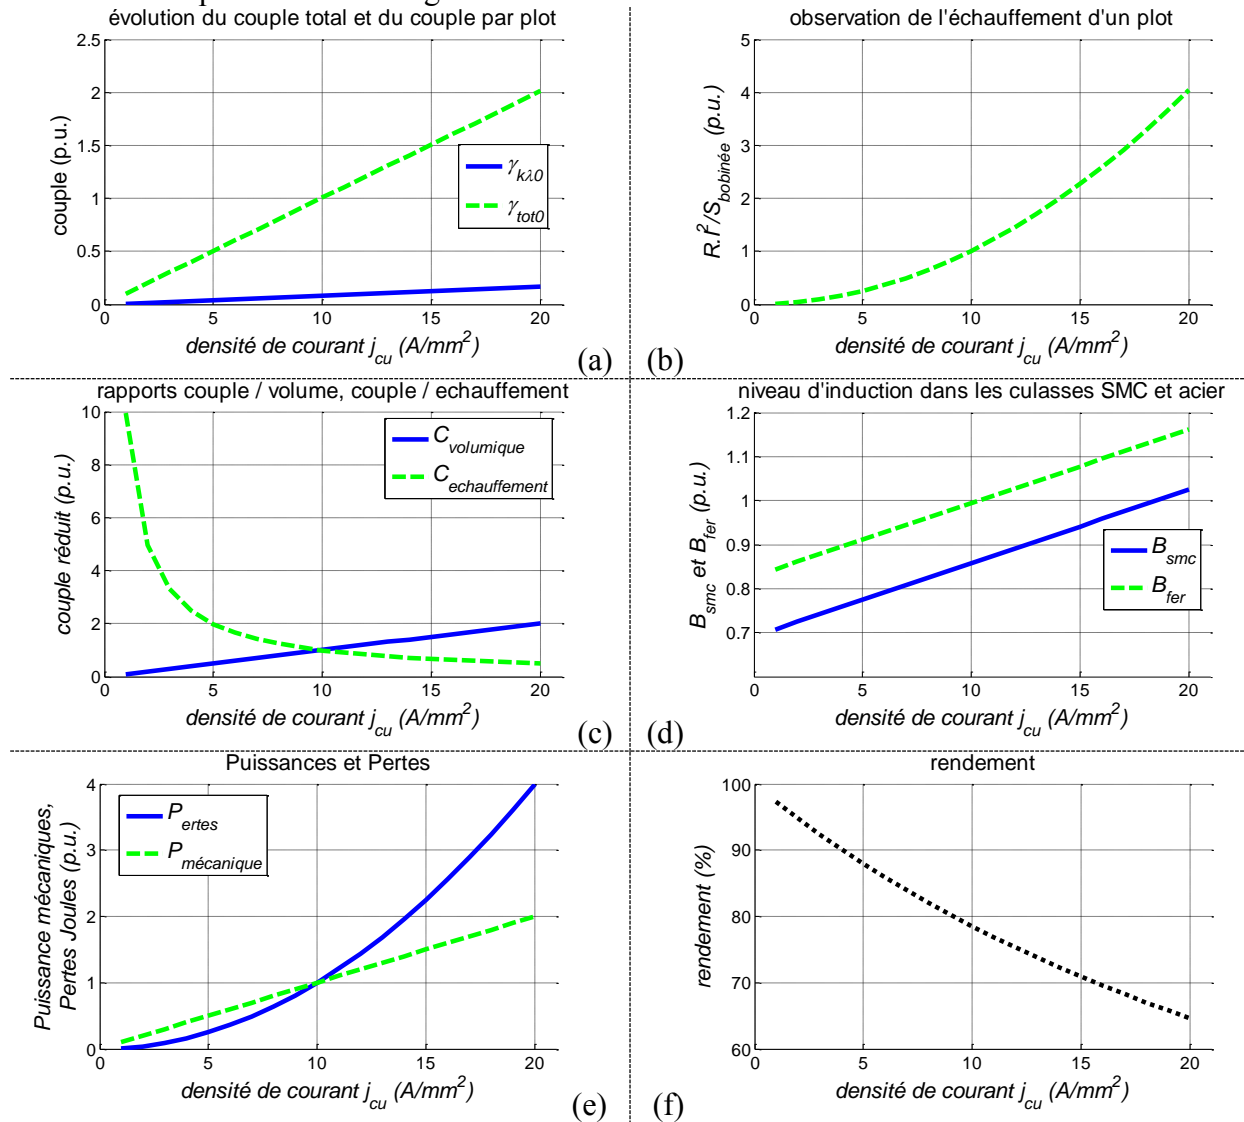 évolution du couple total et du couple par plot
couple (p.u.)
2.5
2
1.5
1
0.5
0
0 5 10 15 20
γkλ0
γtot0
densité de courant jcu (A/mm²)
(a)
observation de l'échauffement d'un plot
R.I²/Sbobinée (p.u.)
5
4
3
2
1
0
0 5 10 15 20
densité de courant jcu (A/mm²)
(b)
rapports couple / volume, couple / echauffement
couple réduit (p.u.)
10
8
6
4
2
0
0 5 10 15 20
Cvolumique
Cechauffement
densité de courant jcu (A/mm²)
(c)
niveau d'induction dans les culasses SMC et acier
Bsmc et Bfer (p.u.)
1.2
1.1
1
0.9
0.8
0.7
0 5 10 15 20
Bsmc
Bfer
densité de courant jcu (A/mm²)
(d)
Puissances et Pertes
Puissance mécaniques,
Pertes Joules (p.u.)
4
3
2
1
0
0 5 10 15 20
Pertes
Pmécanique
densité de courant jcu (A/mm²)
(e)
rendement
rendement (%)
100
90
80
70
60
0 5 10 15 20
densité de courant jcu (A/mm²)
(f)